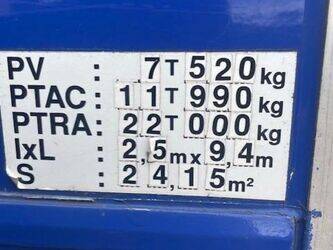 PV : 7T520kg
PTAC : 11T990kg
PTRA : 22T000kg
lxL : 2,5mx9,4m
S : 24,15m²